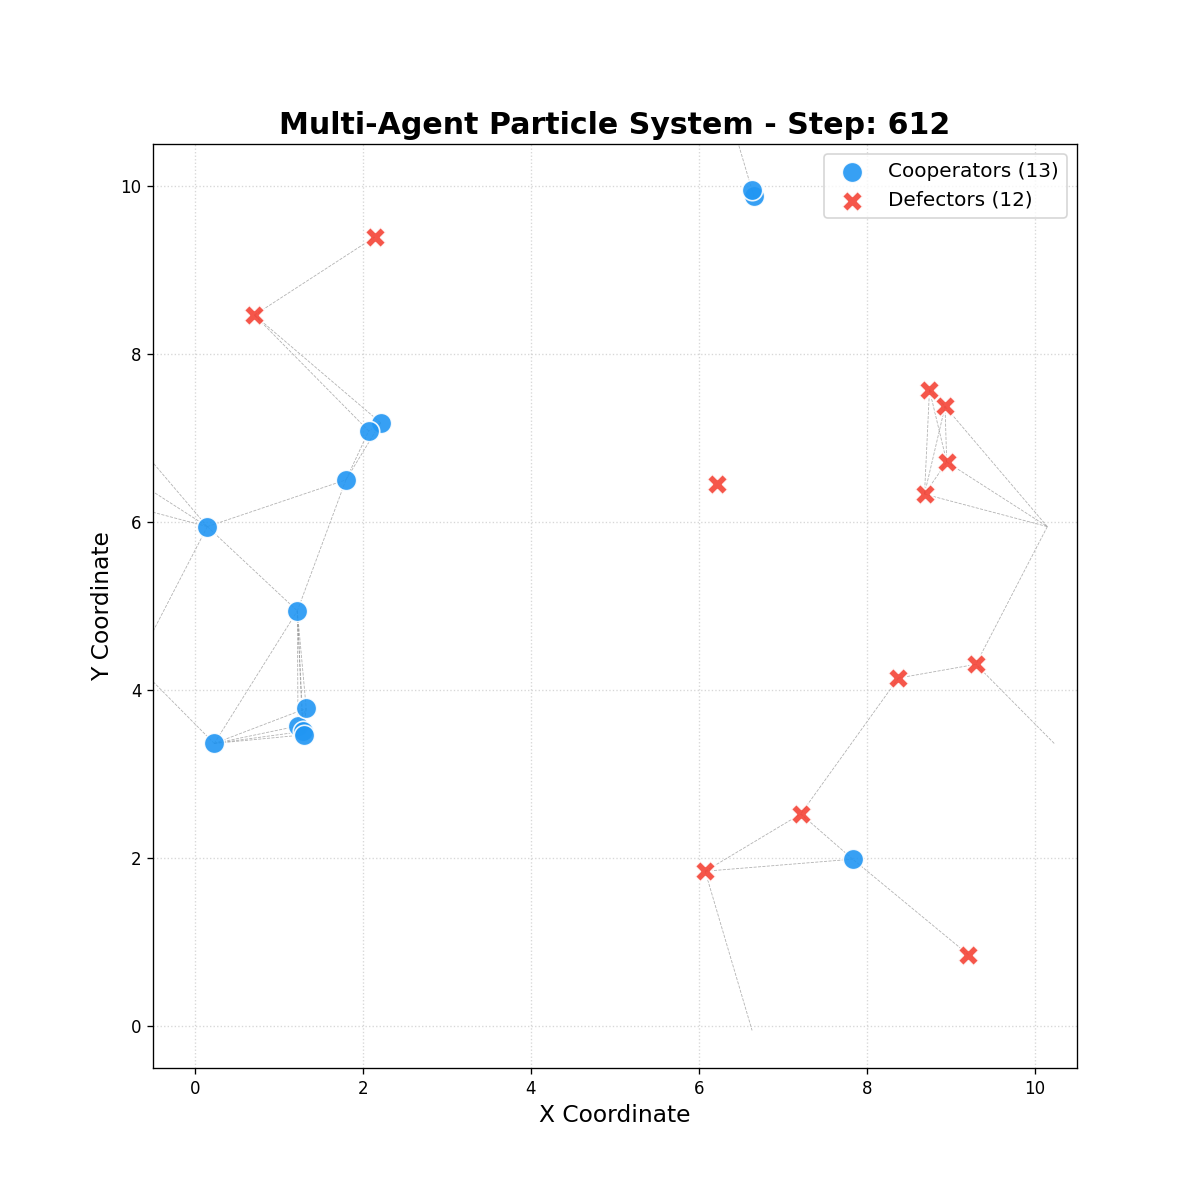 Multi-Agent Particle System - Step: 612
Cooperators (13)
Defectors (12)
10
8
6
4
2
0
Y Coordinate
0 2 4 6 8 10
X Coordinate